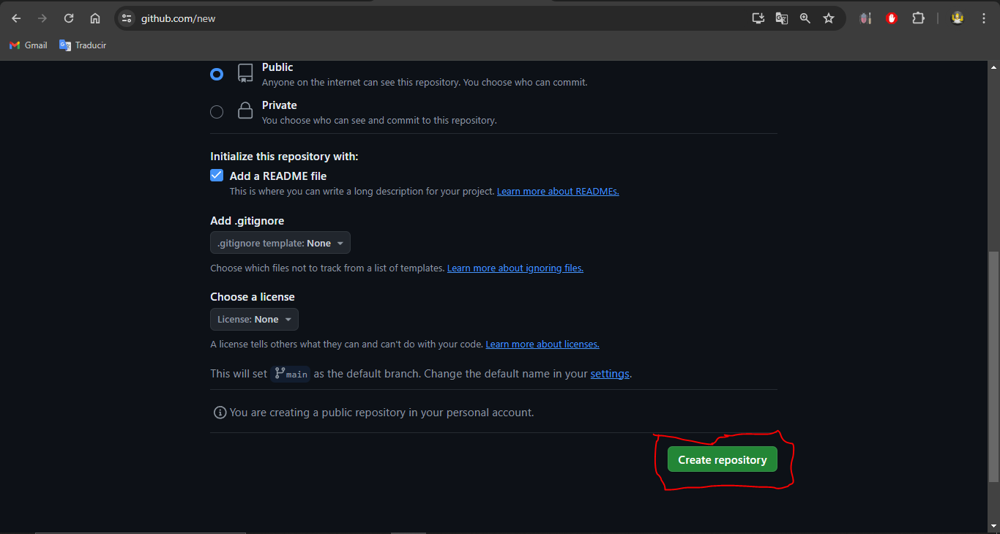 github.com/new
Gmail Traducir
Public
Anyone on the internet can see this repository. You choose who can commit.
Private
You choose who can see and commit to this repository.
Initialize this repository with:
Add a README file
This is where you can write a long description for your project. Learn more about READMEs.
Add .gitignore
.gitignore template: None
Choose which files not to track from a list of templates. Learn more about ignoring files.
Choose a license
License: None
A license tells others what they can and can't do with your code. Learn more about licenses.
This will set main as the default branch. Change the default name in your settings.
You are creating a public repository in your personal account.
Create repository